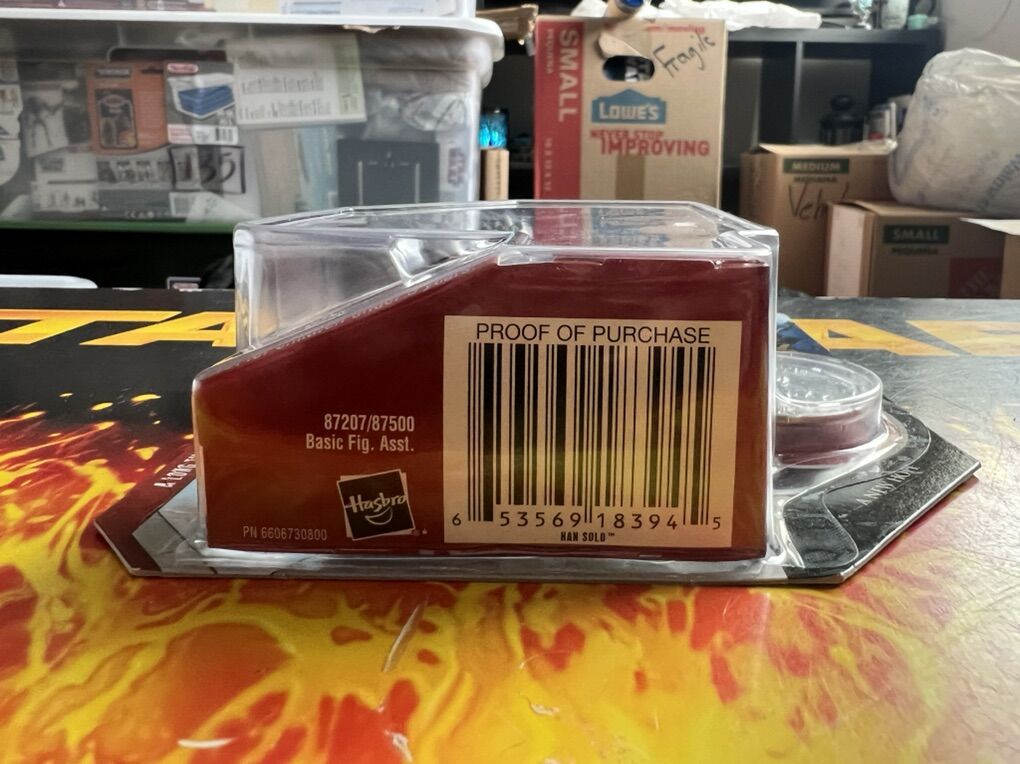 SMALL
Fragile
LOWE'S
NEVER STOP
IMPROVING
MEDIUM
SMALL
PROOF OF PURCHASE
87207/87500
Basic Fig. Asst.
Hasbro
PN 6606730800
6 53569 18394 5
HAN SOLO™
A LONG